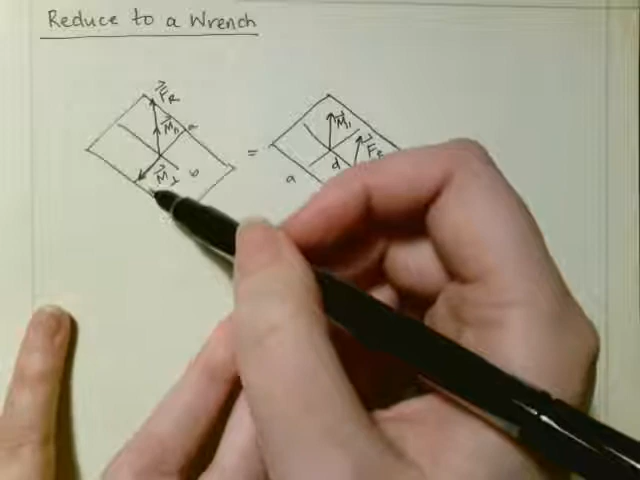 Reduce to a Wrench
F_R
M_∥ a
M_⊥ b
=
M_∥
a d F_R